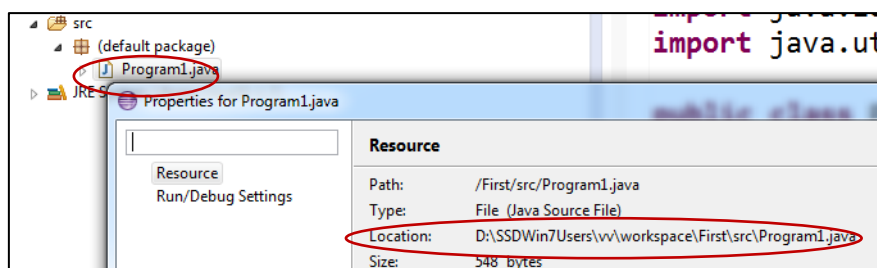 src
(default package)
Program1.java
JRE S
import java.ut
Properties for Program1.java
public class
Resource
Resource
Run/Debug Settings
Path: /First/src/Program1.java
Type: File (Java Source File)
Location: D:\SSDWin7Users\vv\workspace\First\src\Program1.java
Size: 548 bytes